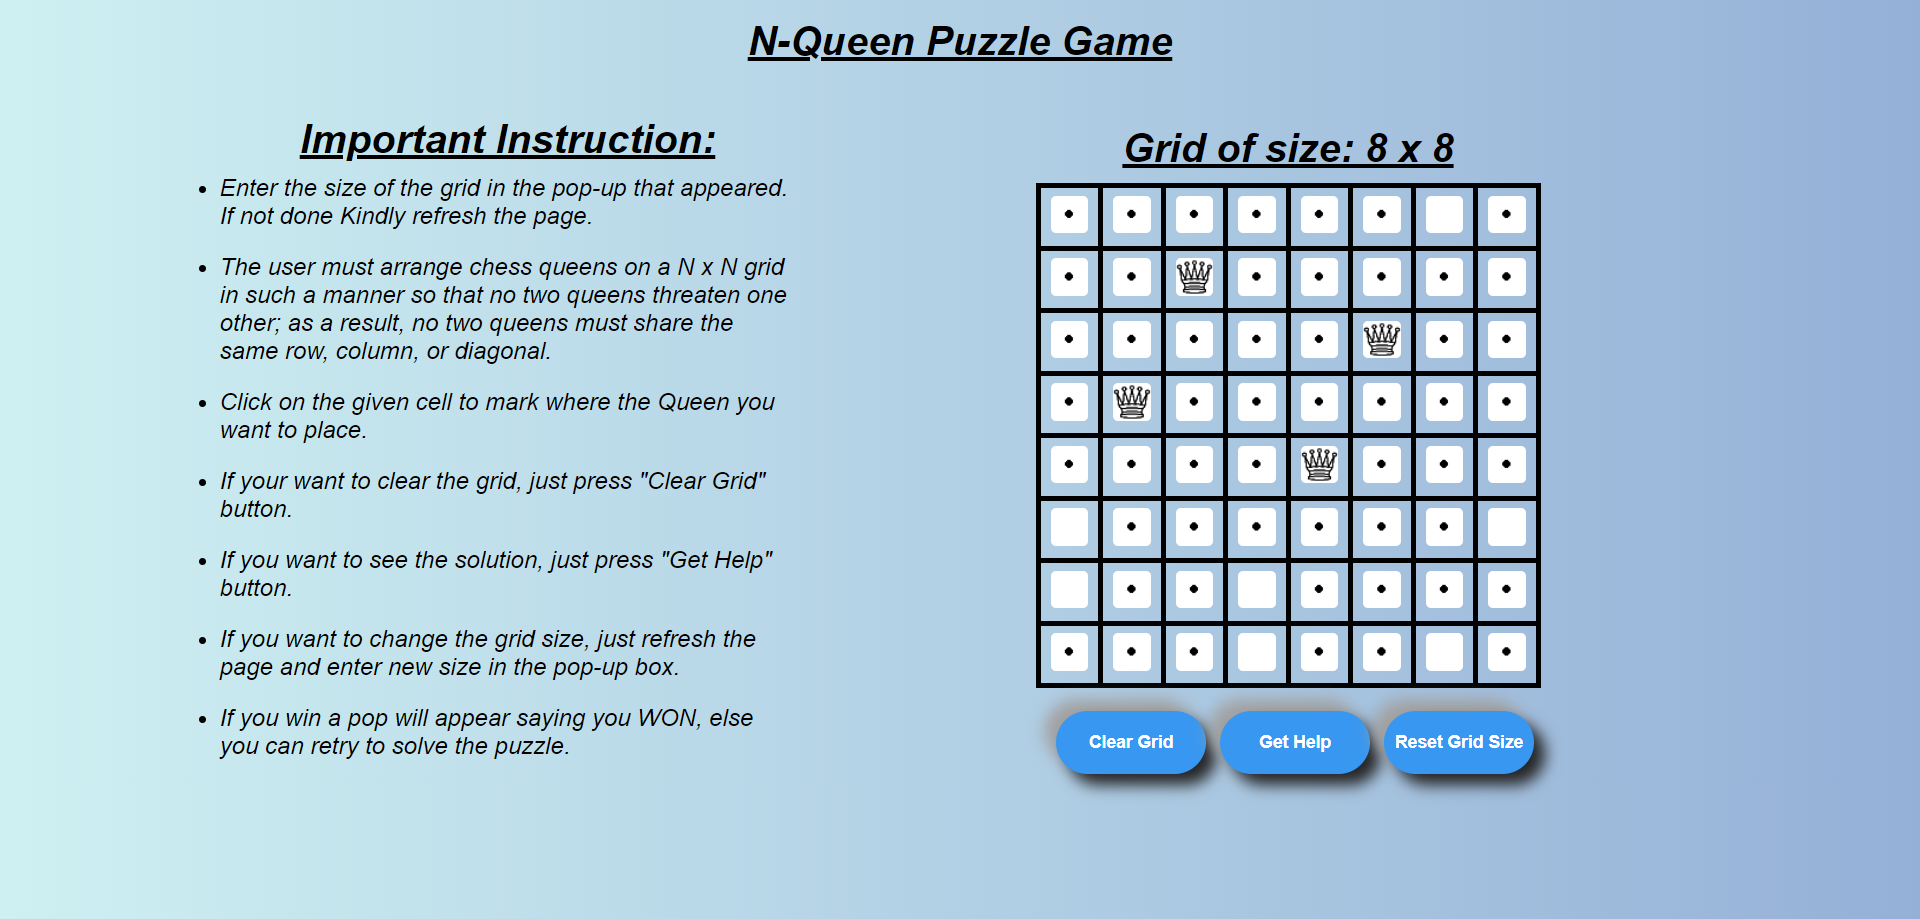 N-Queen Puzzle Game
Important Instruction:
Enter the size of the grid in the pop-up that appeared.
If not done Kindly refresh the page.
The user must arrange chess queens on a N x N grid
in such a manner so that no two queens threaten one
other; as a result, no two queens must share the
same row, column, or diagonal.
Click on the given cell to mark where the Queen you
want to place.
If your want to clear the grid, just press "Clear Grid"
button.
If you want to see the solution, just press "Get Help"
button.
If you want to change the grid size, just refresh the
page and enter new size in the pop-up box.
If you win a pop will appear saying you WON, else
you can retry to solve the puzzle.
Grid of size: 8 x 8
Clear Grid
Get Help
Reset Grid Size